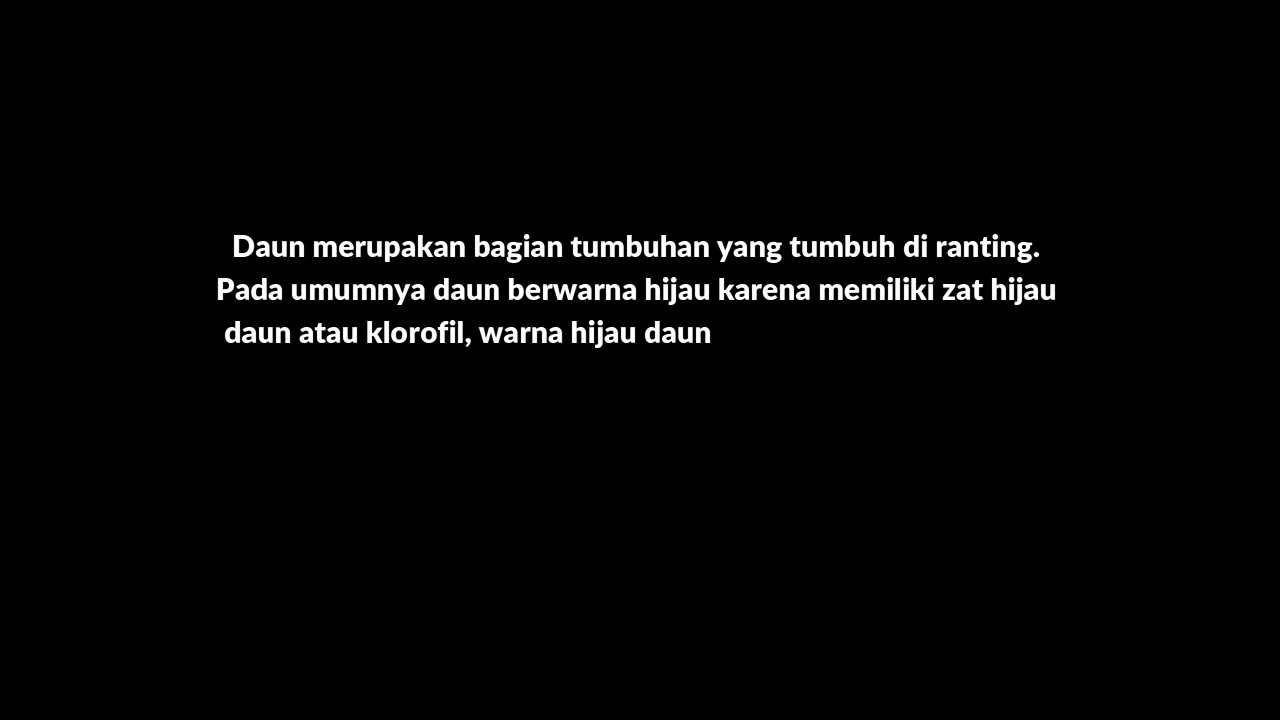 Daun merupakan bagian tumbuhan yang tumbuh di ranting.
Pada umumnya daun berwarna hijau karena memiliki zat hijau
daun atau klorofil, warna hijau daun